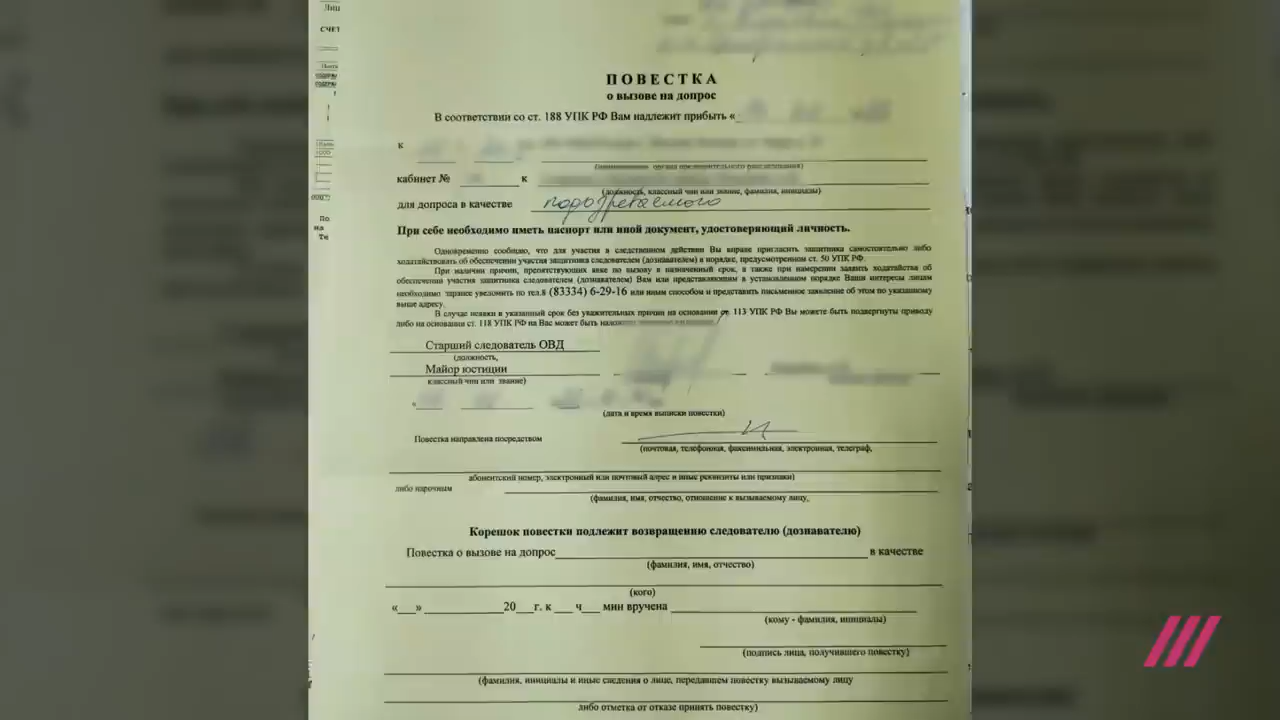 Лиц
СЧЕТ
ПОВЕСТКА
о вызове на допрос
В соответствии со ст. 188 УПК РФ Вам надлежит прибыть «
к
(наименование органа предварительного расследования)
кабинет № к
(должность, классный чин или звание, фамилия, инициалы)
для допроса в качестве подозреваемого
При себе необходимо иметь паспорт или иной документ, удостоверяющий личность.
Одновременно сообщаю, что для участия в следственном действии Вы вправе пригласить защитника самостоятельно либо
ходатайствовать об обеспечении участия защитника следователем (дознавателем) в порядке, предусмотренном ст. 50 УПК РФ.
При наличии причин, препятствующих явке по вызову в назначенный срок, а также при намерении заявить ходатайства об
обеспечении участия защитника следователем (дознавателем) Вам или представляющим в установленном порядке Ваши интересы лицам
необходимо заранее уведомить по тел.8 (83334) 6-29-16 или иным способом и представить письменное заявление об этом по указанному
выше адресу.
В случае неявки в указанный срок без уважительных причин на основании ст. 113 УПК РФ Вы можете быть подвергнуты приводу
либо на основании ст. 118 УПК РФ на Вас может быть
Старший следователь ОВД
(должность,
Майор юстиции
классный чин или звание)
«
(дата и время выписки повестки)
Повестка направлена посредством
(почтовая, телефонная, факсимильная, электронная, телеграф,
абонентский номер, электронный или почтовый адрес и иные реквизиты или признаки)
либо нарочным
(фамилия, имя, отчество, отношение к вызываемому лицу,
Корешок повестки подлежит возвращению следователю (дознавателю)
Повестка о вызове на допрос в качестве
(фамилия, имя, отчество)
(кого)
«___» 20___г. к ___ ч___ мин вручена
(кому - фамилия, инициалы)
(подпись лица, получившего повестку)
(фамилия, инициалы и иные сведения о лице, передавшем повестку вызываемому лицу
либо отметка от отказе принять повестку)